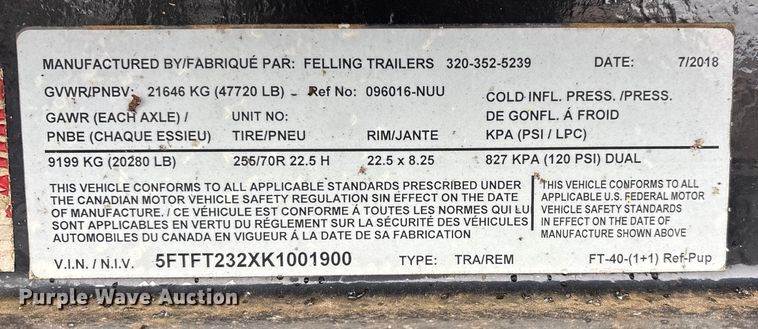 MANUFACTURED BY/FABRIQUÉ PAR: FELLING TRAILERS 320-352-5239 DATE: 7/2018
GVWR/PNBV: 21646 KG (47720 LB) Ref No: 096016-NUU
COLD INFL. PRESS. /PRESS.
GAWR (EACH AXLE) / UNIT NO:
DE GONFL. Á FROID
PNBE (CHAQUE ESSIEU) TIRE/PNEU RIM/JANTE KPA (PSI / LPC)
9199 KG (20280 LB) 255/70R 22.5 H 22.5 x 8.25 827 KPA (120 PSI) DUAL
THIS VEHICLE CONFORMS TO ALL APPLICABLE STANDARDS PRESCRIBED UNDER
THE CANADIAN MOTOR VEHICLE SAFETY REGULATION SIN EFFECT ON THE DATE
OF MANUFACTURE. / CE VÉHICULE EST CONFORME Á TOUTES LES NORMES QUI LU
SONT APPLICABLES EN VERTU DU RÉGLEMENT SUR LA SÉCURITÉ DES VÉHICULES
AUTOMOBILES DU CANADA EN VIGUEUR A LA DATE DE SA FABRICATION
THIS VEHICLE CONFORMS TO ALL
APPLICABLE U.S. FEDERAL MOTOR
VEHICLE SAFETY STANDARDS
IN EFFECT ON THE DATE OF
MANUFACTURE SHOWN ABOVE
V.I.N. / N.I.V. 5FTFT232XK1001900 TYPE: TRA/REM FT-40-(1+1) Ref-Pup
Purple Wave Auction